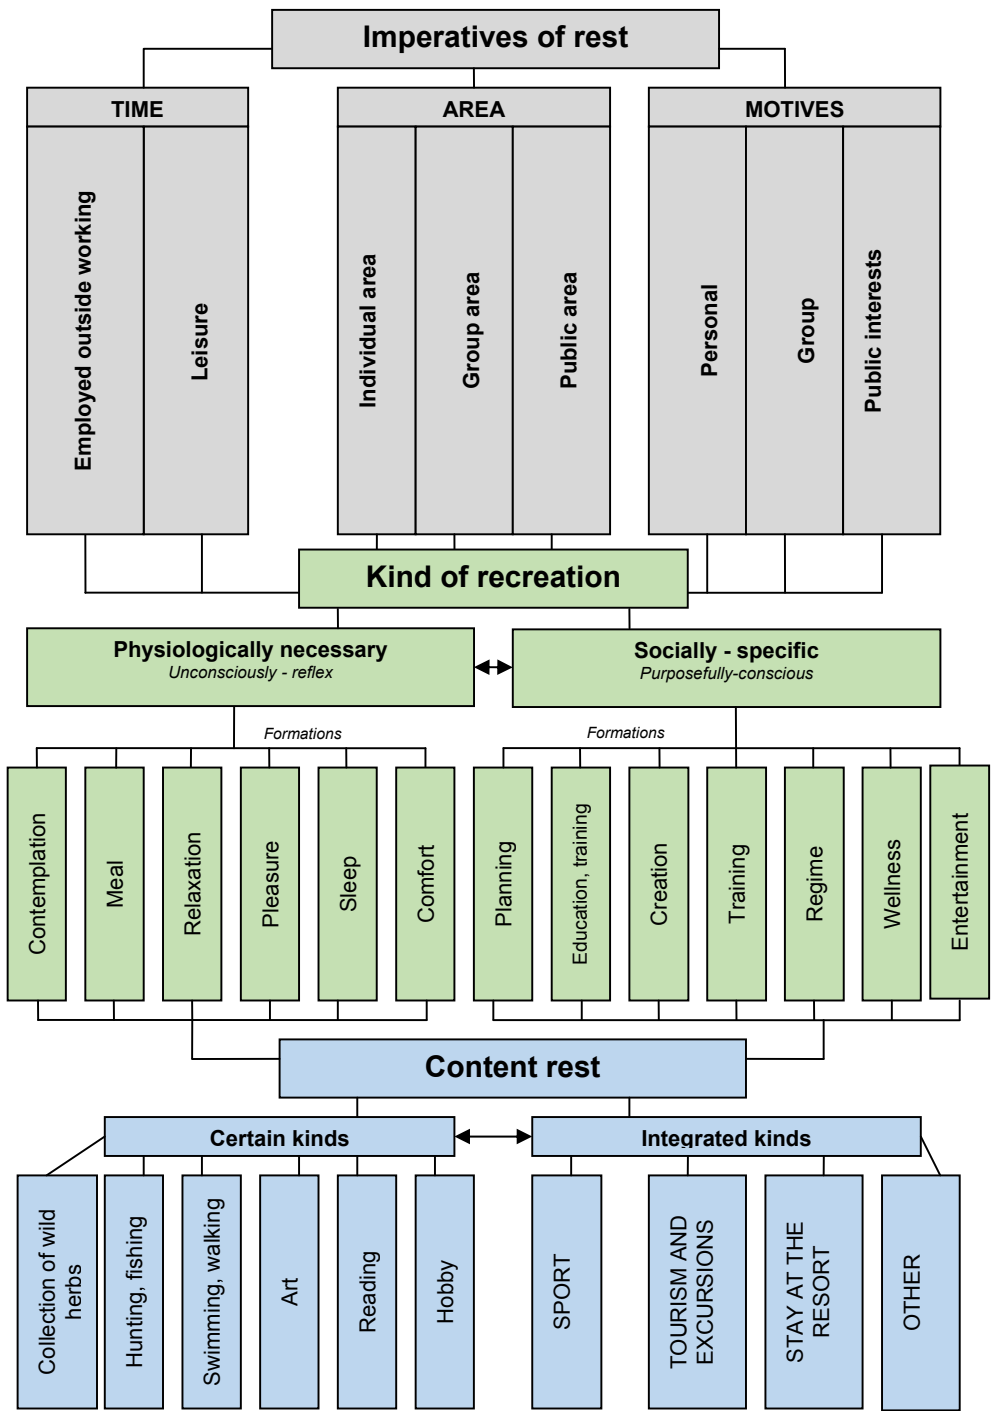 Imperatives of rest
TIME
AREA
MOTIVES
Employed outside working
Leisure
Individual area
Group area
Public area
Personal
Group
Public interests
Kind of recreation
Physiologically necessary
Unconsciously - reflex
Socially - specific
Purposefully-conscious
Formations
Formations
Contemplation
Meal
Relaxation
Pleasure
Sleep
Comfort
Planning
Education, training
Creation
Training
Regime
Wellness
Entertainment
Content rest
Certain kinds
Integrated kinds
Collection of wild
herbs
Hunting, fishing
Swimming, walking
Art
Reading
Hobby
SPORT
TOURISM AND
EXCURSIONS
STAY AT THE
RESORT
OTHER